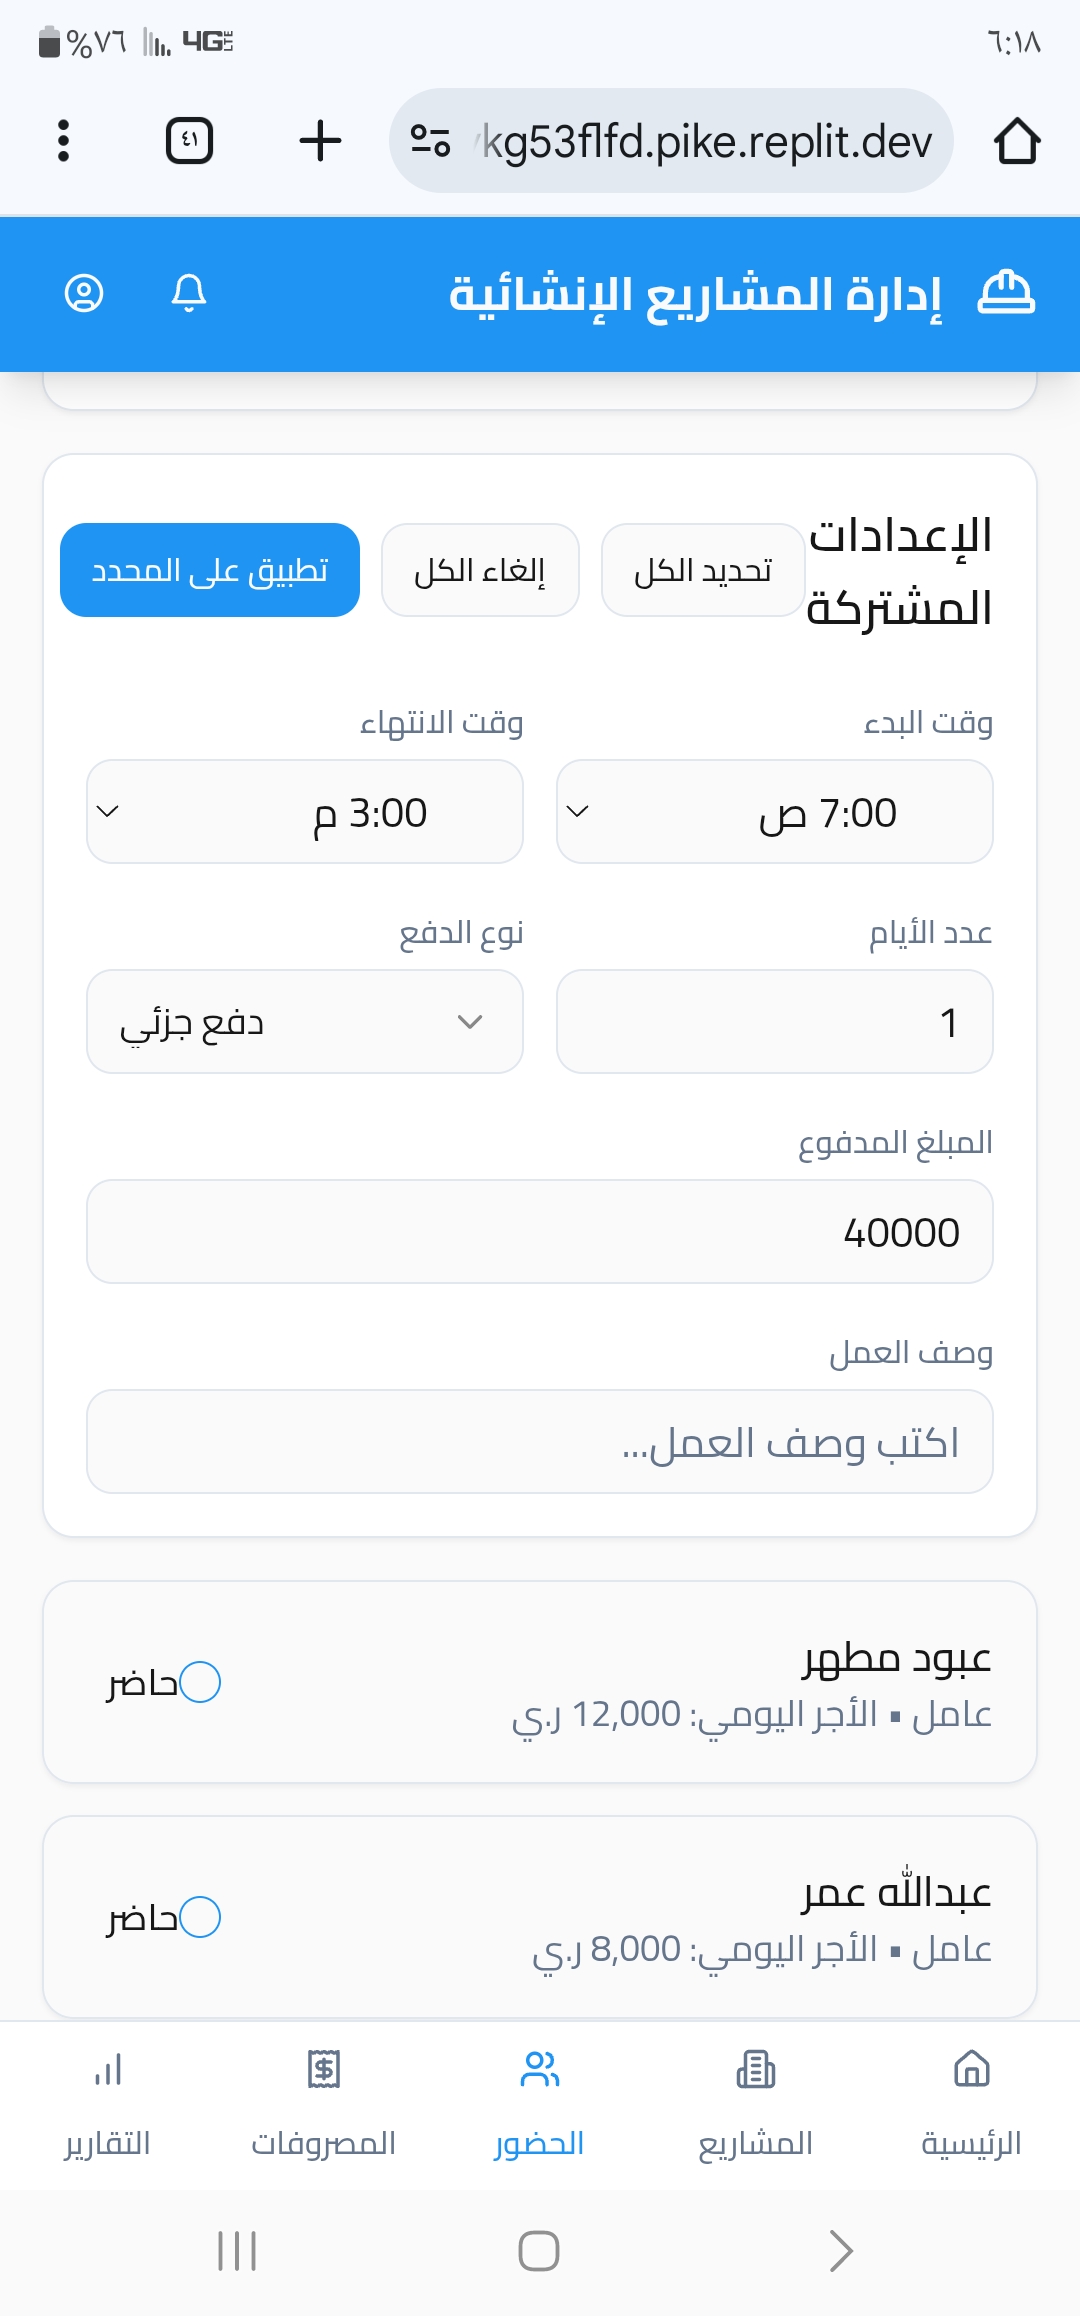 ٦:١٨
4G LTE
%٧٦
kg53flfd.pike.replit.dev
٤١
إدارة المشاريع الإنشائية
الإعدادات
المشتركة
تحديد الكل
إلغاء الكل
تطبيق على المحدد
وقت البدء
وقت الانتهاء
7:00 ص
3:00 م
عدد الأيام
نوع الدفع
1
دفع جزئي
المبلغ المدفوع
40000
وصف العمل
اكتب وصف العمل...
عبود مطهر
عامل ▪ الأجر اليومي: 12,000 ر.ي
حاضر
عبدالله عمر
عامل ▪ الأجر اليومي: 8,000 ر.ي
حاضر
الرئيسية
المشاريع
الحضور
المصروفات
التقارير